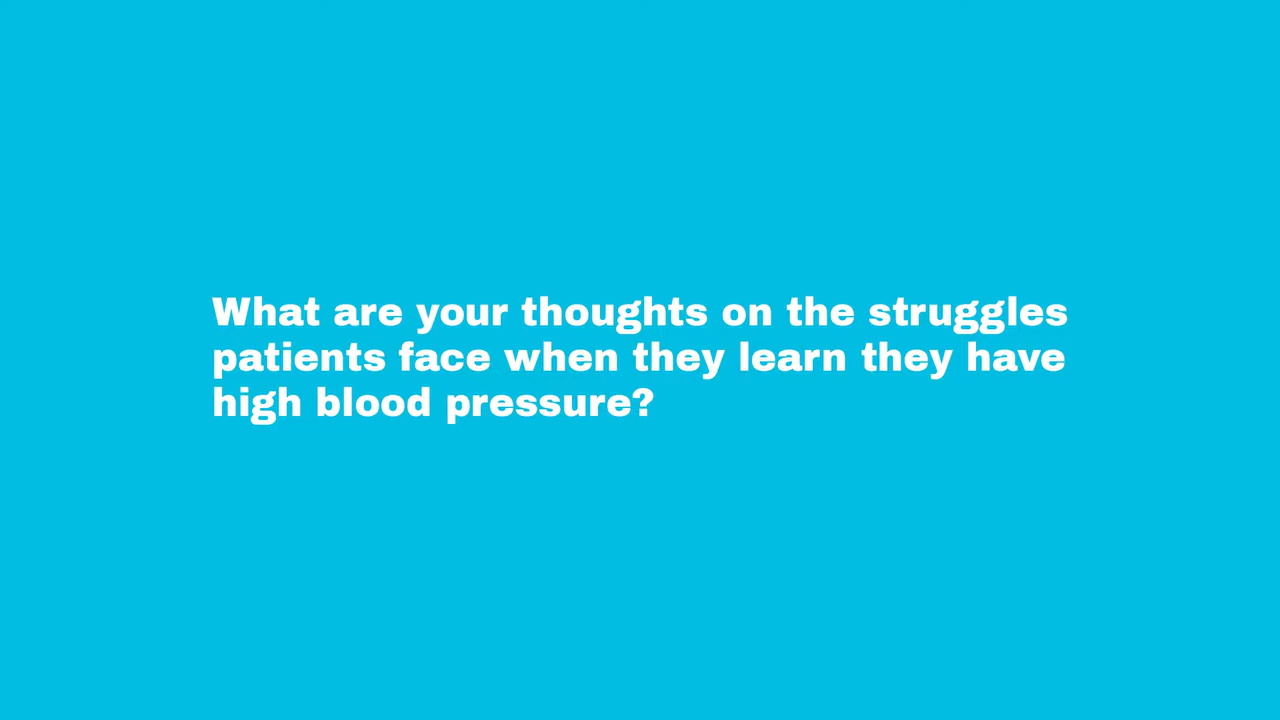 What are your thoughts on the struggles
patients face when they learn they have
high blood pressure?